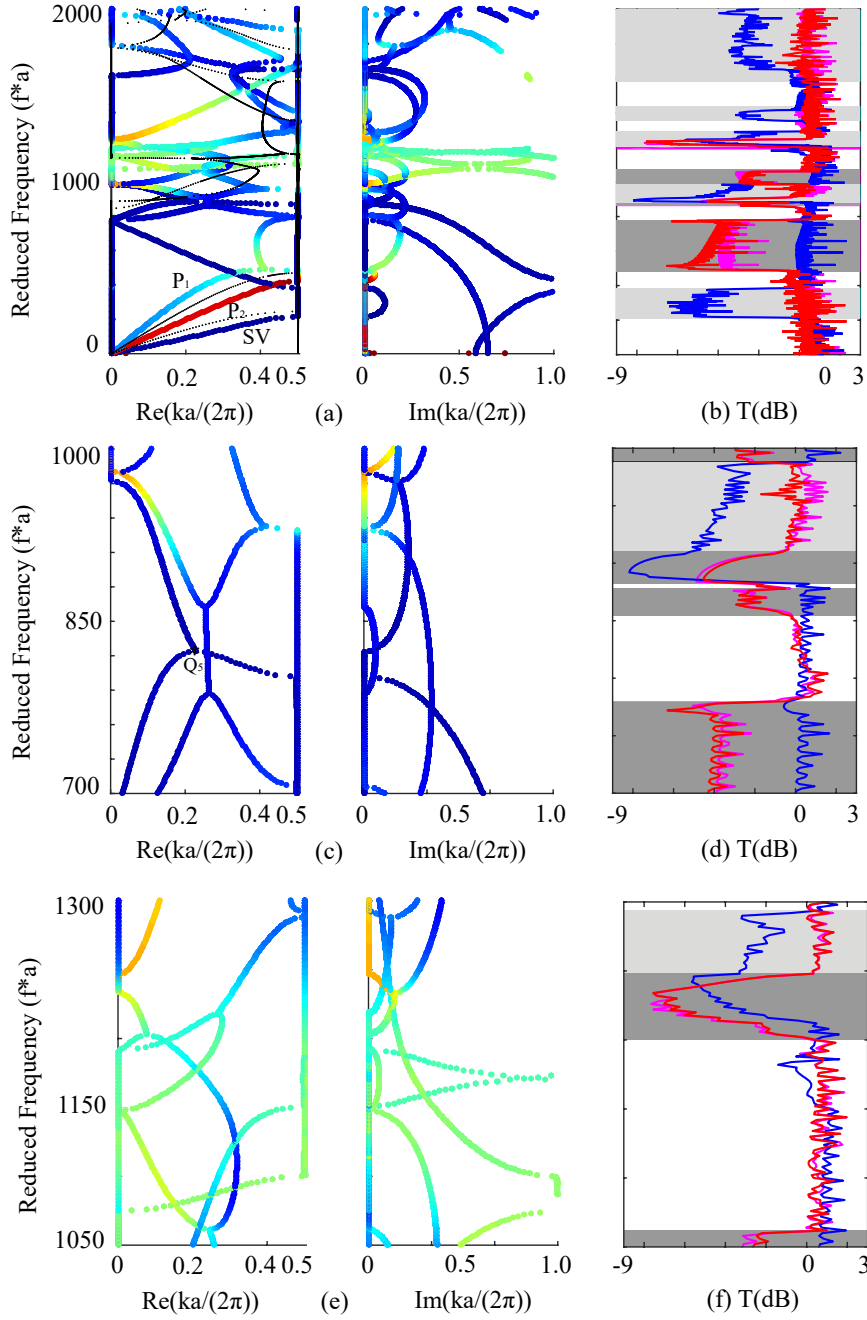 2000
1000
0
Reduced Frequency (f*a)
P1
P2
SV
0 0.2 0.4 0.5
0 0.5 1.0
-9 0 3
Re(ka/(2π)) (a) Im(ka/(2π))
(b) T(dB)
1000
850
700
Reduced Frequency (f*a)
Q5
0 0.2 0.4 0.5
0 0.5 1.0
-9 0 3
Re(ka/(2π)) (c) Im(ka/(2π))
(d) T(dB)
1300
1150
1050
Reduced Frequency (f*a)
0 0.2 0.4 0.5
0 0.5 1.0
-9 0 3
Re(ka/(2π)) (e) Im(ka/(2π))
(f) T(dB)